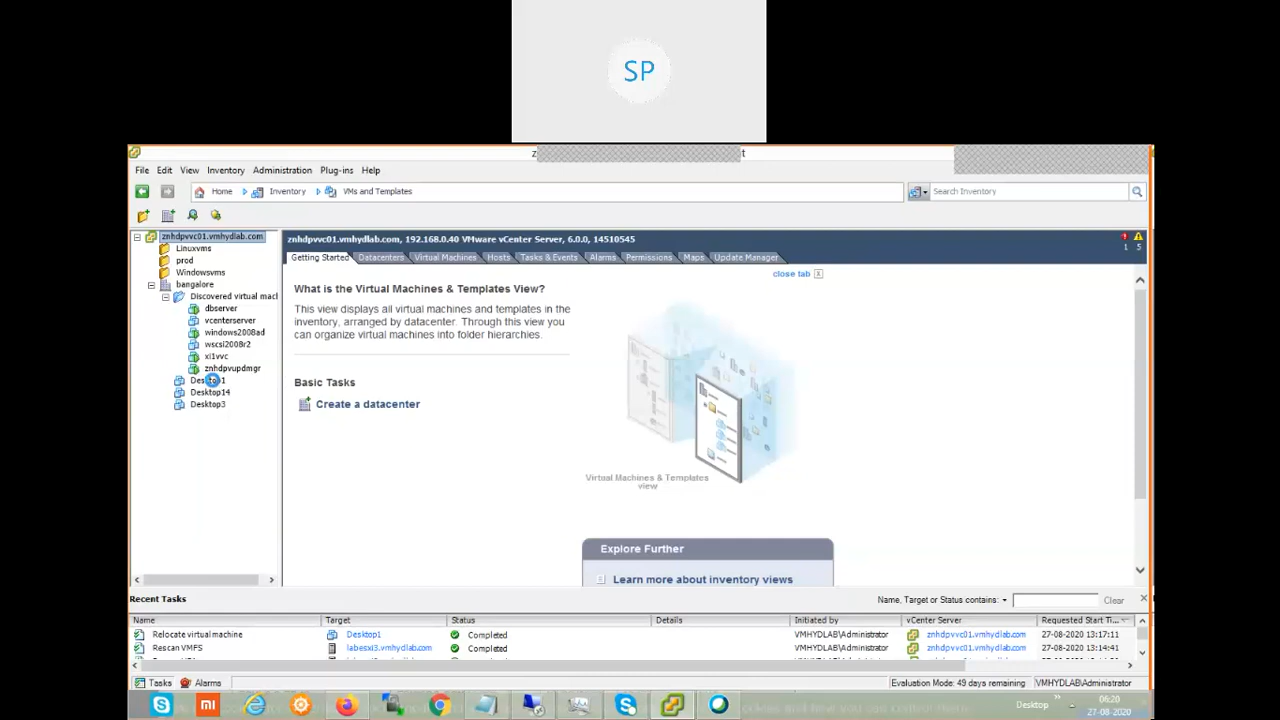 SP
z t
File Edit View Inventory Administration Plug-ins Help
Home Inventory VMs and Templates Search Inventory
znhdpvvc01.vmhydlab.com
Linuxvms
prod
Windowsvms
bangalore
Discovered virtual macl
dbserver
vcenterserver
windows2008ad
wscsi2008r2
xi1vvc
znhdpvupdmgr
Desktop14
Desktop3
znhdpvvc01.vmhydlab.com, 192.168.0.40 VMware vCenter Server, 6.0.0, 14510545
1 5
Getting Started Datacenters Virtual Machines Hosts Tasks & Events Alarms Permissions Maps Update Manager
close tab X
What is the Virtual Machines & Templates View?
This view displays all virtual machines and templates in the
inventory, arranged by datacenter. Through this view you
can organize virtual machines into folder hierarchies.
Basic Tasks
Create a datacenter
Virtual Machines & Templates
view
Explore Further
Learn more about inventory views
Recent Tasks
Name, Target or Status contains: Clear
Name Target Status Details Initiated by vCenter Server Requested Start Ti...
Relocate virtual machine Desktop1 Completed VMHYDLAB\Administrator znhdpvvc01.vmhydlab.com 27-08-2020 13:17:11
Rescan VMFS labesxi3.vmhydlab.com Completed VMHYDLAB\Administrator znhdpvvc01.vmhydlab.com 27-08-2020 13:14:41
Tasks Alarms Evaluation Mode: 49 days remaining VMHYDLAB\Administrator
Desktop 06:20
27-08-2020